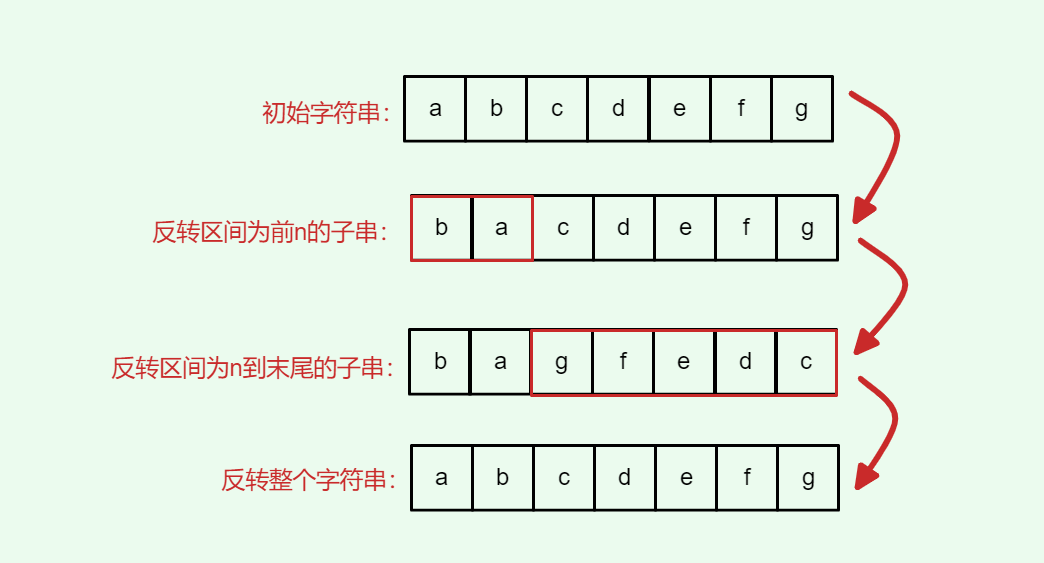 初始字符串: a b c d e f g
反转区间为前n的子串: b a c d e f g
反转区间为n到末尾的子串: b a g f e d c
反转整个字符串: a b c d e f g